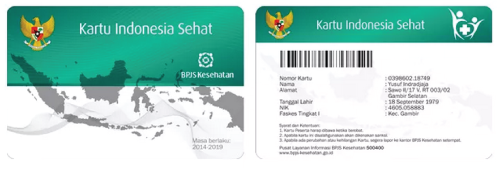 Kartu Indonesia Sehat
BPJS Kesehatan
Masa berlaku:
2014-2019
Kartu Indonesia Sehat
Nomor Kartu : 0398602.18749
Nama : Yusuf Indradjaja
Alamat : Sawo R/17 V, RT 003/02
Gambir Selatan
Tanggal Lahir : 18 September 1979
NIK : 4605.058883
Faskes Tingkat I : Kec. Gambir
Syarat dan Ketentuan:
1. Kartu Peserta harap dibawa ketika berobat.
2. Apabila kartu ini disalahgunakan akan dikenakan sanksi.
3. Apabila ada perubahan atau kehilangan Kartu, segera lapor ke kantor BPJS Kesehatan setempat.
Pusat Layanan Informasi BPJS Kesehatan 500400
www.bpjs-kesehatan.go.id